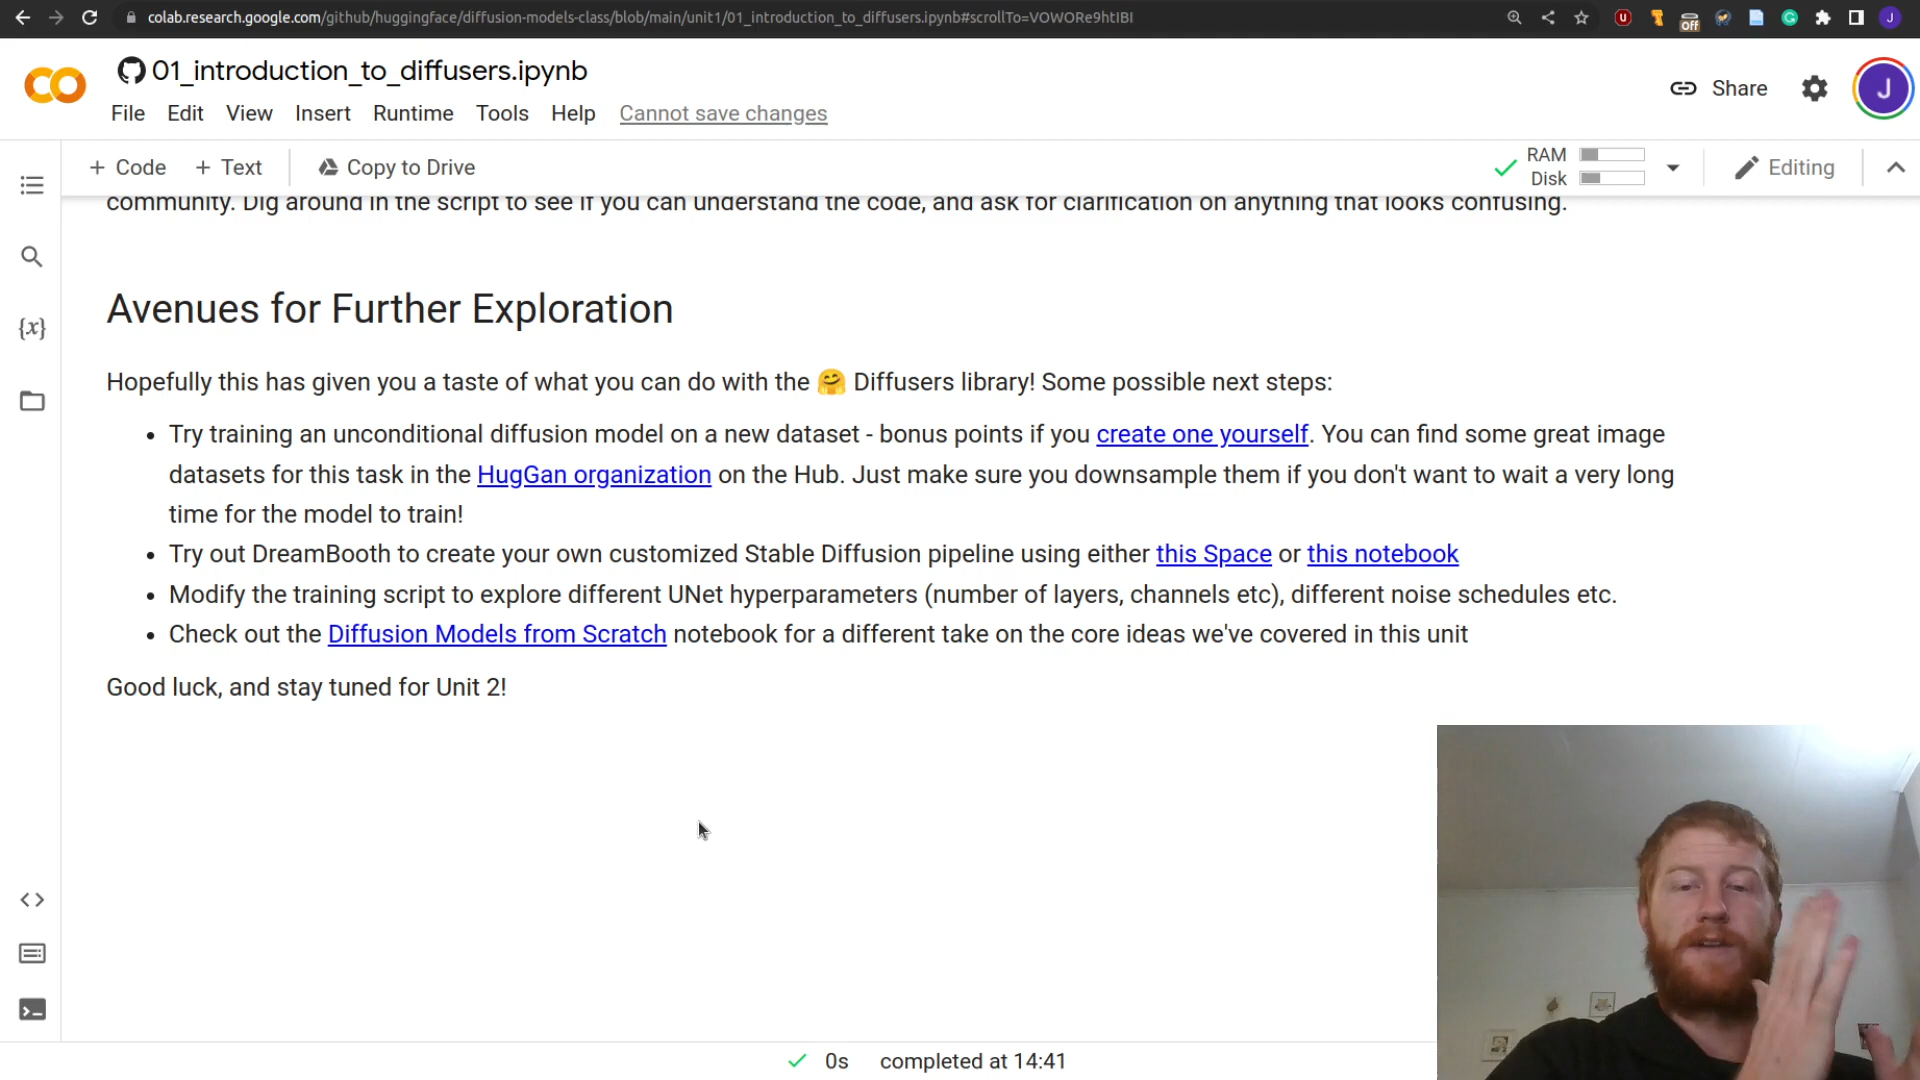 colab.research.google.com/github/huggingface/diffusion-models-class/blob/main/unit1/01_introduction_to_diffusers.ipynb#scrollTo=VOWORe9htIBI
Off
J
01_introduction_to_diffusers.ipynb
Share
J
File Edit View Insert Runtime Tools Help Cannot save changes
+ Code + Text Copy to Drive
RAM
Disk
Editing
community. Dig around in the script to see if you can understand the code, and ask for clarification on anything that looks confusing.
Avenues for Further Exploration
Hopefully this has given you a taste of what you can do with the 🤗 Diffusers library! Some possible next steps:
• Try training an unconditional diffusion model on a new dataset - bonus points if you create one yourself. You can find some great image
datasets for this task in the HugGan organization on the Hub. Just make sure you downsample them if you don't want to wait a very long
time for the model to train!
• Try out DreamBooth to create your own customized Stable Diffusion pipeline using either this Space or this notebook
• Modify the training script to explore different UNet hyperparameters (number of layers, channels etc), different noise schedules etc.
• Check out the Diffusion Models from Scratch notebook for a different take on the core ideas we've covered in this unit
Good luck, and stay tuned for Unit 2!
0s completed at 14:41